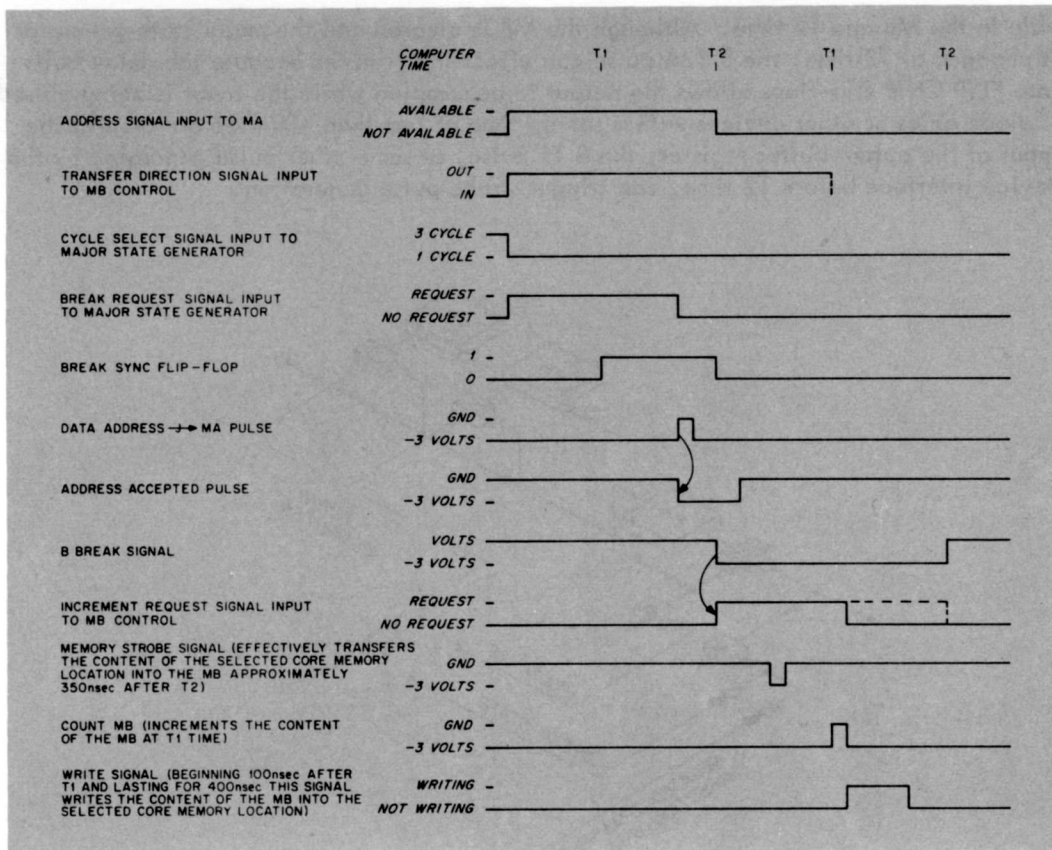 COMPUTER TIME T1 T2 T1 T2
ADDRESS SIGNAL INPUT TO MA
AVAILABLE
NOT AVAILABLE
TRANSFER DIRECTION SIGNAL INPUT
TO MB CONTROL
OUT
IN
CYCLE SELECT SIGNAL INPUT TO
MAJOR STATE GENERATOR
3 CYCLE
1 CYCLE
BREAK REQUEST SIGNAL INPUT
TO MAJOR STATE GENERATOR
REQUEST
NO REQUEST
BREAK SYNC FLIP-FLOP
1
0
DATA ADDRESS → MA PULSE
GND
-3 VOLTS
ADDRESS ACCEPTED PULSE
GND
-3 VOLTS
B BREAK SIGNAL
VOLTS
-3 VOLTS
INCREMENT REQUEST SIGNAL INPUT
TO MB CONTROL
REQUEST
NO REQUEST
MEMORY STROBE SIGNAL (EFFECTIVELY TRANSFERS
THE CONTENT OF THE SELECTED CORE MEMORY
LOCATION INTO THE MB APPROXIMATELY
350nsec AFTER T2)
GND
-3 VOLTS
COUNT MB (INCREMENTS THE CONTENT
OF THE MB AT T1 TIME)
GND
-3 VOLTS
WRITE SIGNAL (BEGINNING 100nsec AFTER
T1 AND LASTING FOR 400nsec THIS SIGNAL
WRITES THE CONTENT OF THE MB INTO THE
SELECTED CORE MEMORY LOCATION)
WRITING
NOT WRITING